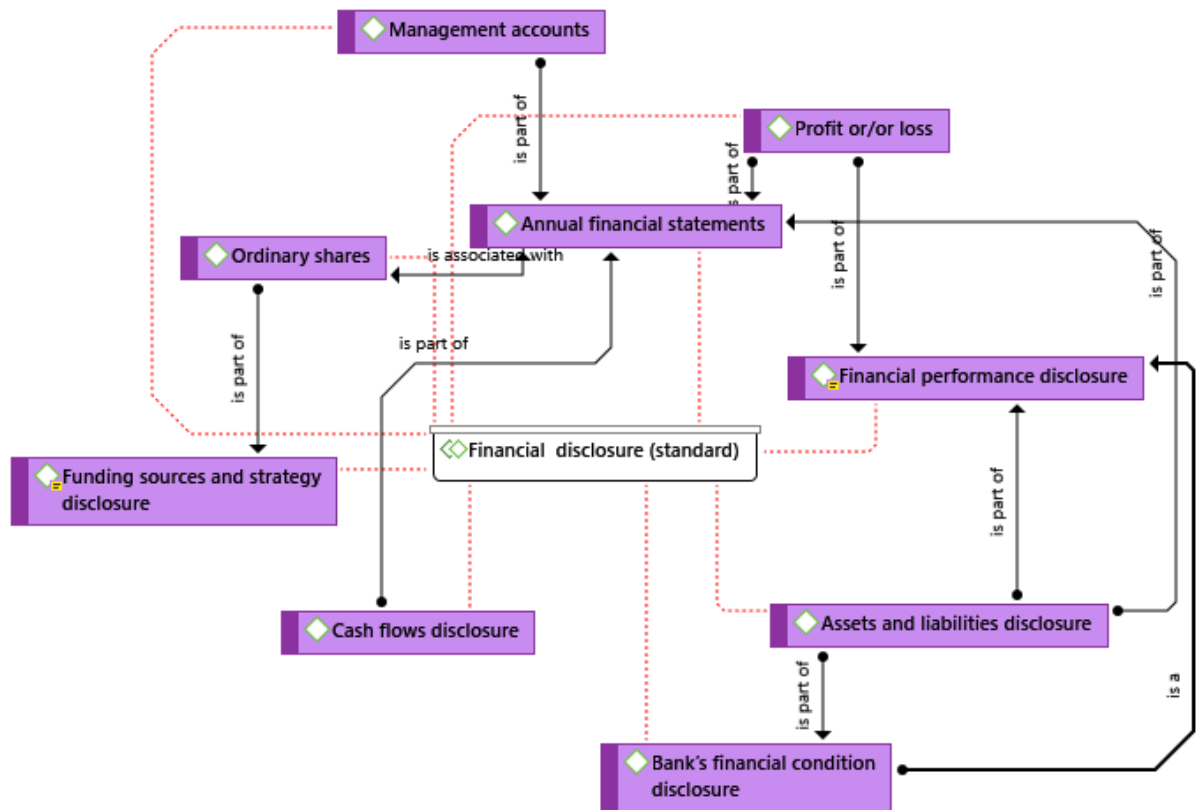 Management accounts
is part of
Profit or/or loss
is part of
Annual financial statements
is part of
is part of
Ordinary shares
is associated with
is part of
is part of
Financial performance disclosure
Financial  disclosure (standard)
Funding sources and strategy
disclosure
is part of
Cash flows disclosure
Assets and liabilities disclosure
is part of
is a
Bank's financial condition
disclosure